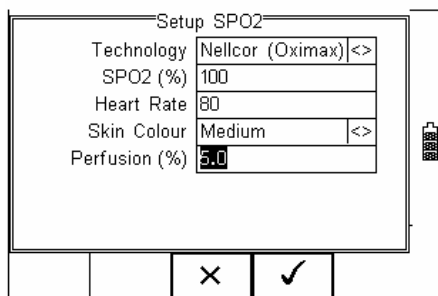 Setup SPO2
Technology Nellcor (Oximax) <>
SPO2 (%) 100
Heart Rate 80
Skin Colour Medium <>
Perfusion (%) 5.0